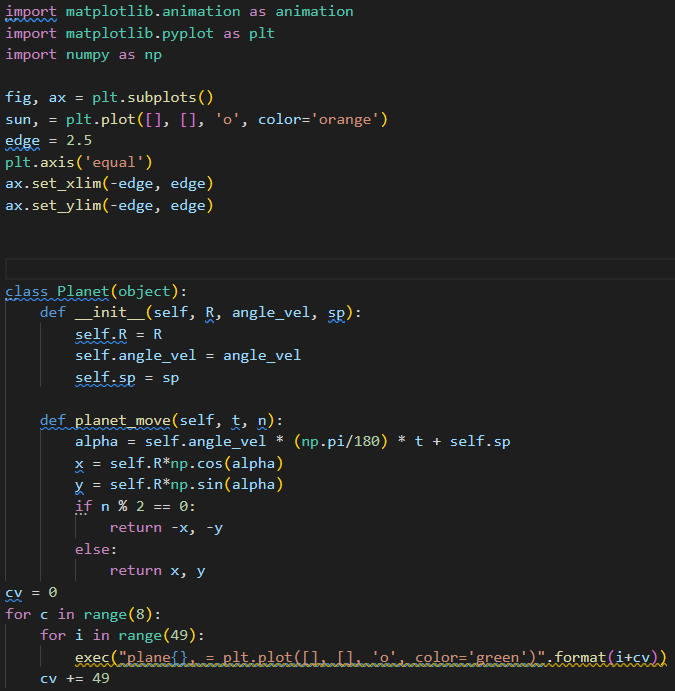 import matplotlib.animation as animation
import matplotlib.pyplot as plt
import numpy as np

fig, ax = plt.subplots()
sun, = plt.plot([], [], 'o', color='orange')
edge = 2.5
plt.axis('equal')
ax.set_xlim(-edge, edge)
ax.set_ylim(-edge, edge)

class Planet(object):
    def __init__(self, R, angle_vel, sp):
        self.R = R
        self.angle_vel = angle_vel
        self.sp = sp

    def planet_move(self, t, n):
        alpha = self.angle_vel * (np.pi/180) * t + self.sp
        x = self.R*np.cos(alpha)
        y = self.R*np.sin(alpha)
        if n % 2 == 0:
            return -x, -y
        else:
            return x, y
cv = 0
for c in range(8):
    for i in range(49):
        exec("plane{}, = plt.plot([], [], 'o', color='green')".format(i+cv))
    cv += 49